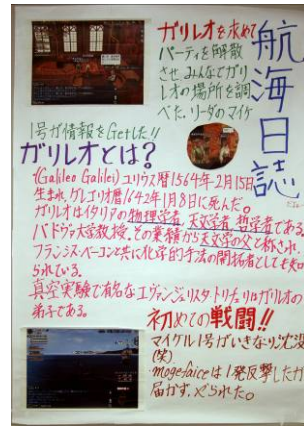 航海日誌
ガリレオを求めて
パーティを解散
させ、みんなでガリ
レオの場所を調
べた。リーダのマイケ
1号が情報をGetした!!
ガリレオとは?
(Galileo Galilei)ユリウス暦1564年2月15日
生まれ、グレゴリオ暦1642年1月8日に死んだ。
ガリレオはイタリアの物理学者、天文学者、哲学者である。
パドヴァ大学教授。その業績から天文学の父と称され、
フランシス・ベーコンと共に化学的手法の開拓者としても知
られている。
真空実験で有名なエヴァンジェリスタ・トリチェリはガリレオの
弟子である。
初めての戦闘!!
マイケル1号がいきなり沈没
(笑)
magefaiceは1発反撃したが
届かず、やられた。